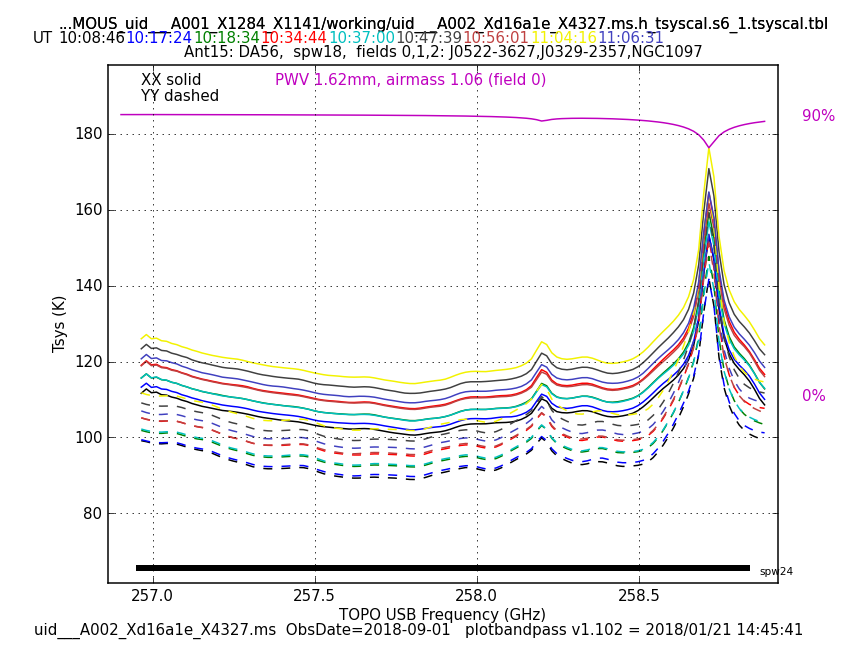 ...MOUS_uid___A001_X1284_X1141/working/uid___A002_Xd16a1e_X4327.ms.h_tsyscal.s6_1.tsyscal.tbl
UT 10:08:46 10:17:24 10:18:34 10:34:44 10:37:00 10:47:39 10:56:01 11:04:16 11:06:31
Ant15: DA56, spw18, fields 0,1,2: J0522-3627,J0329-2357,NGC1097
XX solid
PWV 1.62mm, airmass 1.06 (field 0)
YY dashed
90%
180
160
140
120
100
80
Tsys (K)
0%
spw24
257.0 257.5 258.0 258.5
TOPO USB Frequency (GHz)
uid___A002_Xd16a1e_X4327.ms ObsDate=2018-09-01 plotbandpass v1.102 = 2018/01/21 14:45:41